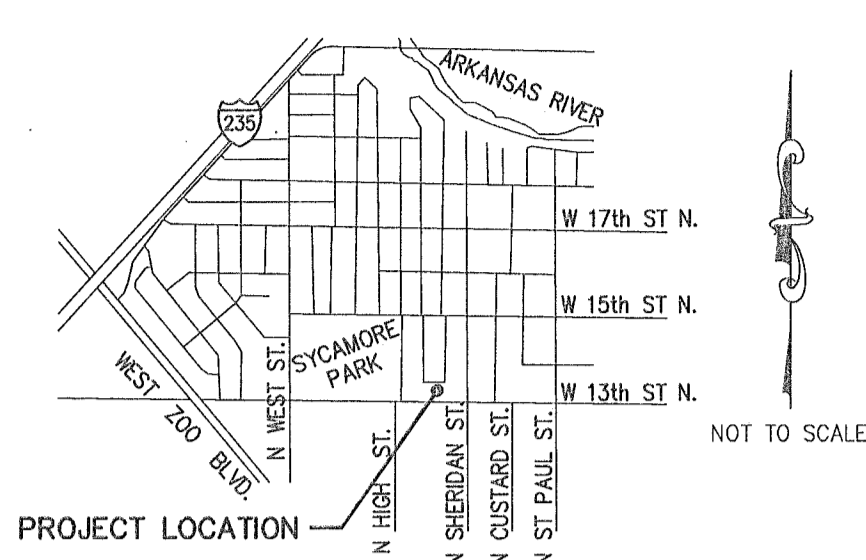 ARKANSAS RIVER
235
W 17th ST N.
W 15th ST N.
SYCAMORE
PARK
W 13th ST N.
N WEST ST.
WEST ZOO BLVD.
N HIGH ST.
N SHERIDAN ST.
N CUSTARD ST.
N ST PAUL ST.
NOT TO SCALE
PROJECT LOCATION